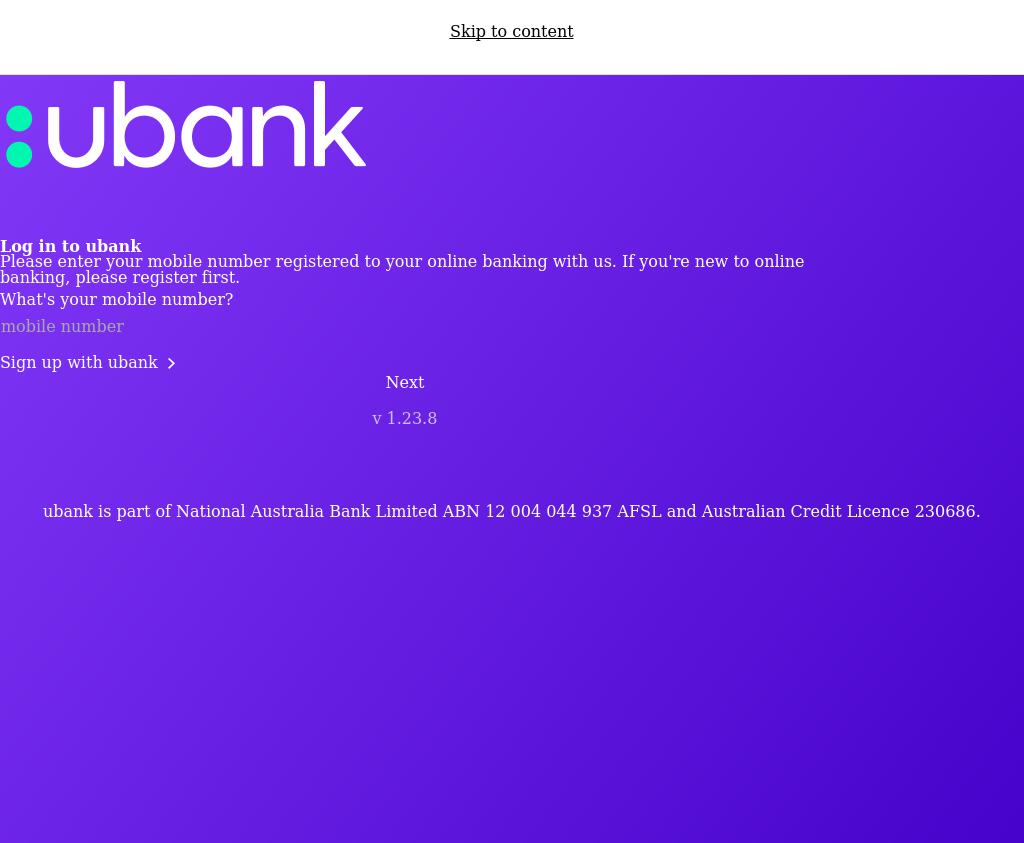 Skip to content
ubank
Log in to ubank
Please enter your mobile number registered to your online banking with us. If you're new to online
banking, please register first.
What's your mobile number?
mobile number
Sign up with ubank
Next
v 1.23.8
ubank is part of National Australia Bank Limited ABN 12 004 044 937 AFSL and Australian Credit Licence 230686.